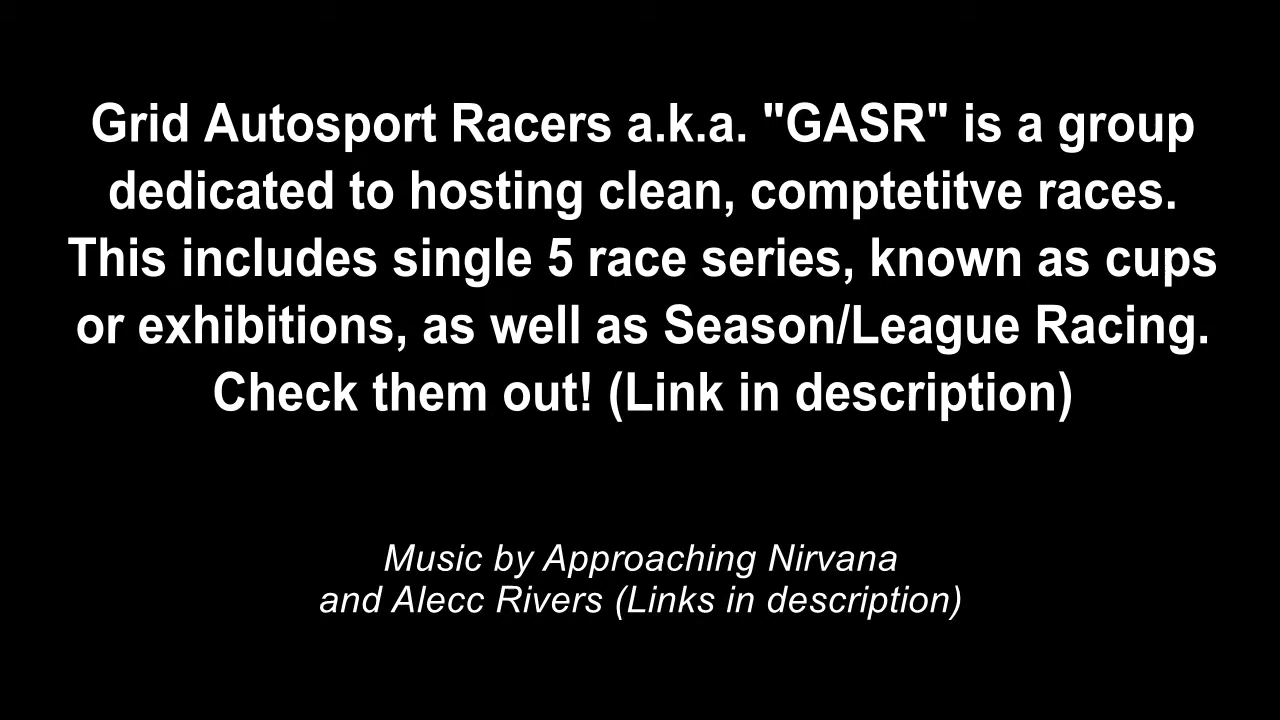 Grid Autosport Racers a.k.a. "GASR" is a group
dedicated to hosting clean, comptetitve races.
This includes single 5 race series, known as cups
or exhibitions, as well as Season/League Racing.
Check them out! (Link in description)
Music by Approaching Nirvana
and Alecc Rivers (Links in description)